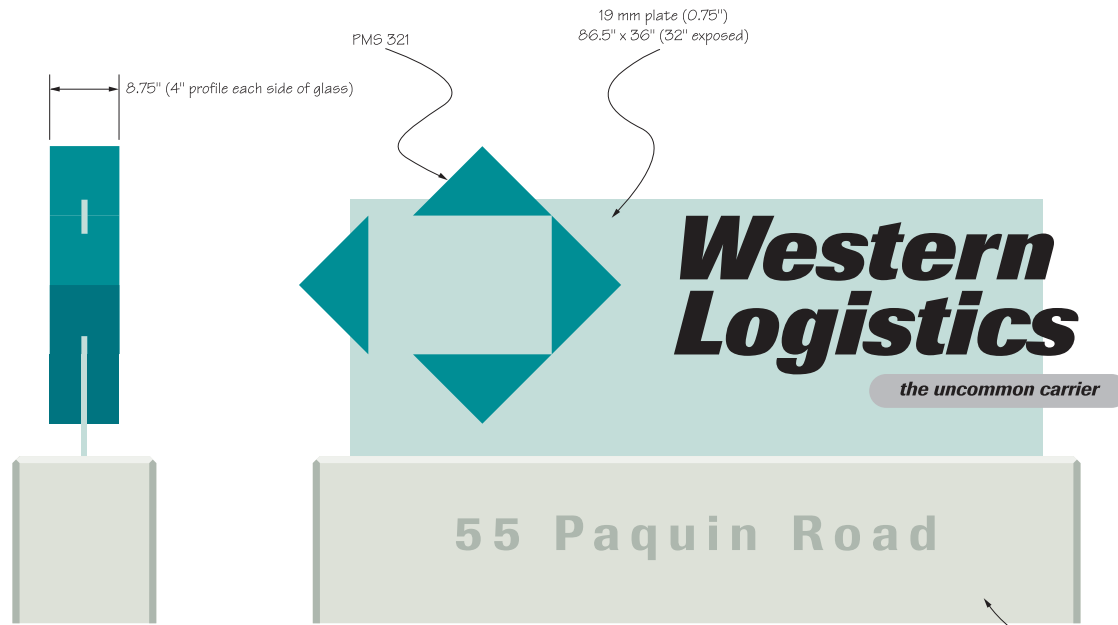 19 mm plate (0.75")
PMS 321
86.5" x 36" (32" exposed)
8.75" (4" profile each side of glass)
Western
Logistics
the uncommon carrier
55 Paquin Road